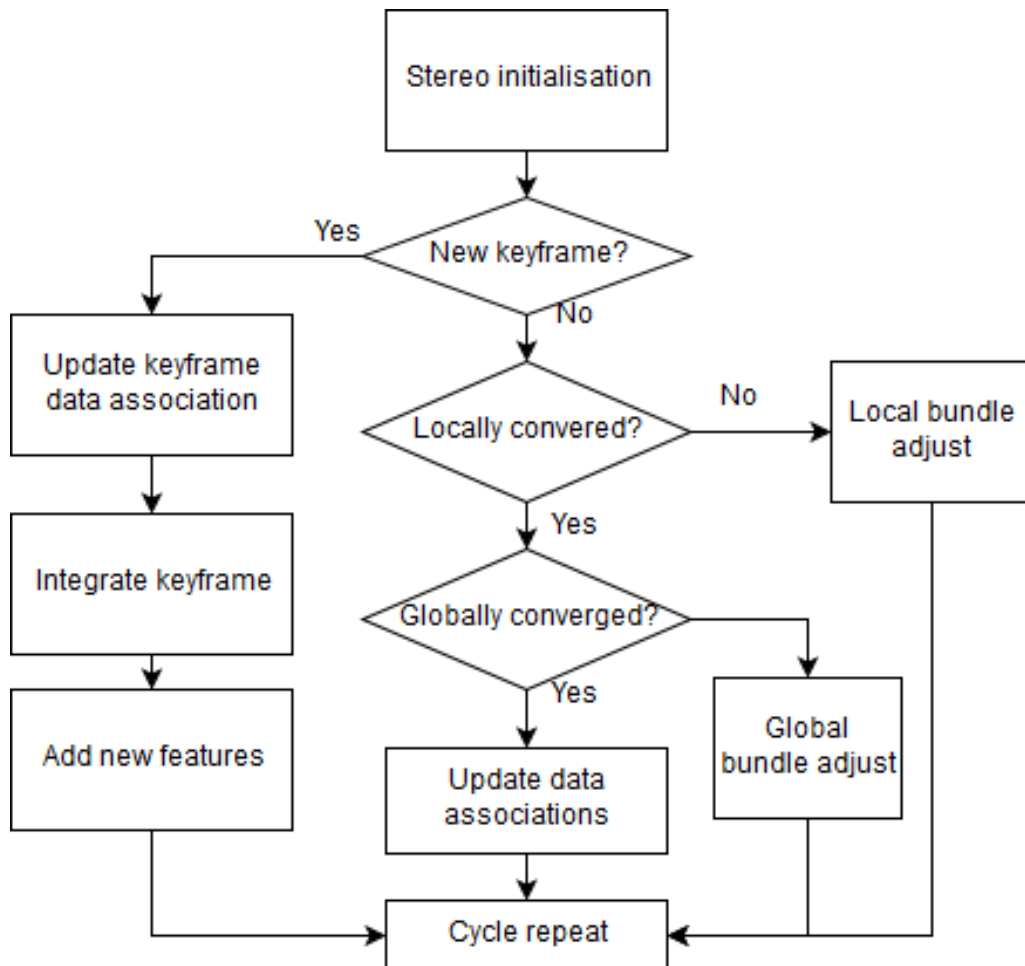 Stereo initialisation
Yes
New keyframe?
No
Update keyframe
data association
Locally convered?
No
Local bundle
adjust
Yes
Integrate keyframe
Globally converged?
Yes
Add new features
Global
bundle adjust
Update data
associations
Cycle repeat